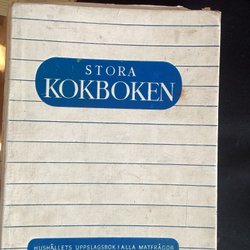 STORA
KOKBOKEN
HUSHÅLLETS UPPSLAGSBOK I ALLA MATFRÅGOR